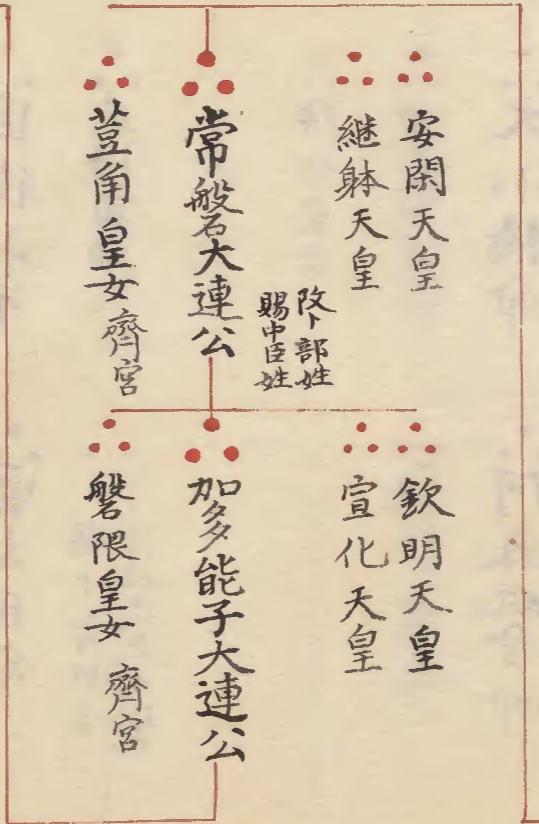 安閑天皇
継躰天皇
常磐大連公
改卜部姓
賜中臣姓
荳角皇女 齊宮
欽明天皇
宣化天皇
加多能子大連公
磐隈皇女 齊宮